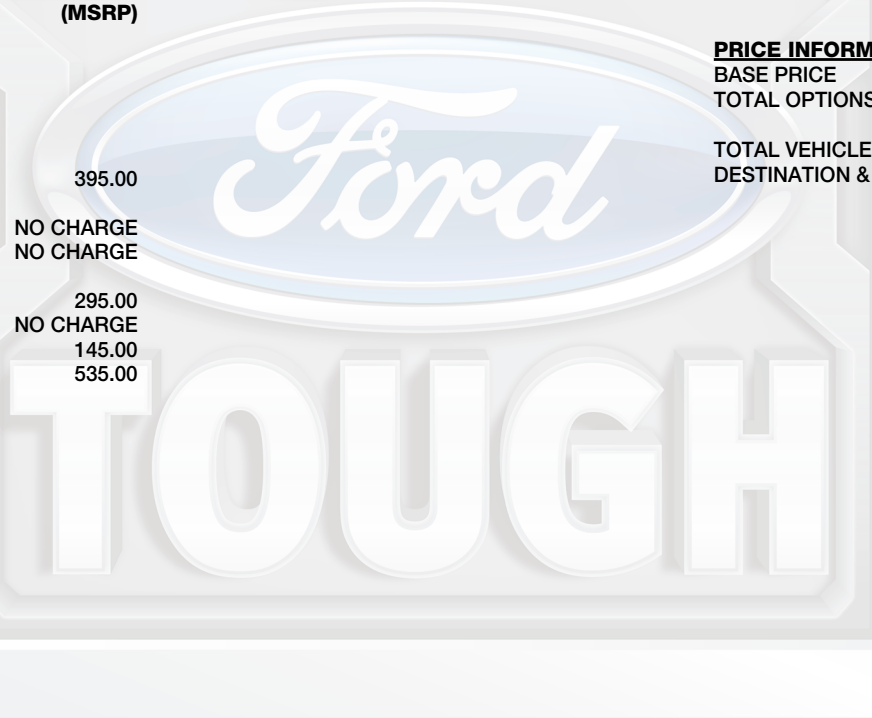 (MSRP)
395.00
NO CHARGE
NO CHARGE
295.00
NO CHARGE
145.00
535.00
PRICE INFORM
BASE PRICE
TOTAL OPTIONS
TOTAL VEHICLE
DESTINATION &
Ford
TOUGH